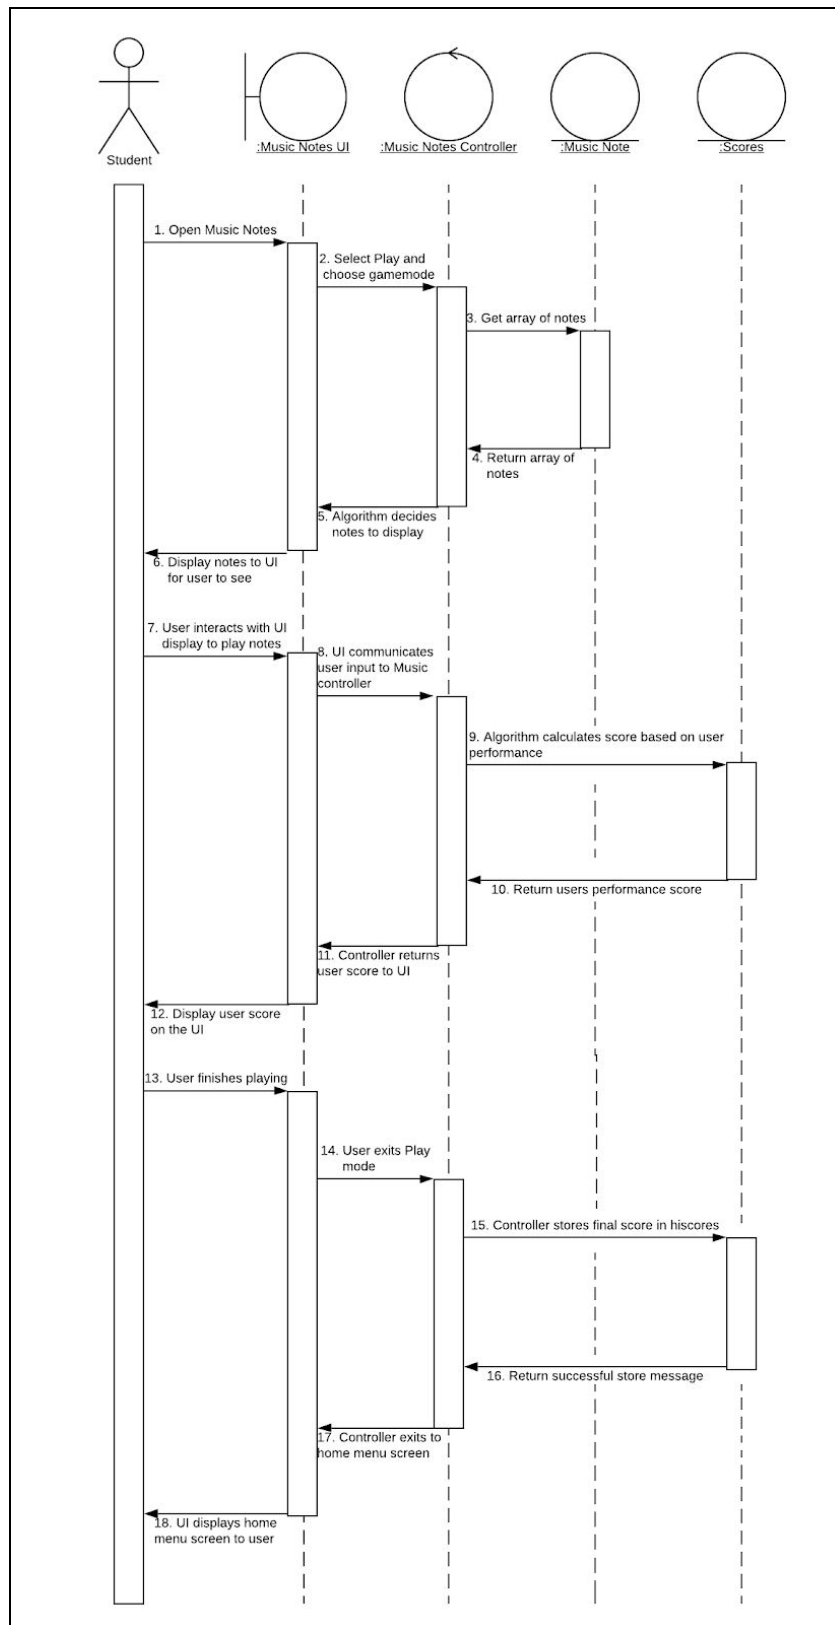 Student
:Music Notes UI
:Music Notes Controller
:Music Note
:Scores
1. Open Music Notes
2. Select Play and
choose gamemode
3. Get array of notes
4. Return array of
notes
5. Algorithm decides
notes to display
6. Display notes to UI
for user to see
7. User interacts with UI
display to play notes
8. UI communicates
user input to Music
controller
9. Algorithm calculates score based on user
performance
10. Return users performance score
11. Controller returns
user score to UI
12. Display user score
on the UI
13. User finishes playing
14. User exits Play
mode
15. Controller stores final score in hiscores
16. Return successful store message
17. Controller exits to
home menu screen
18. UI displays home
menu screen to user